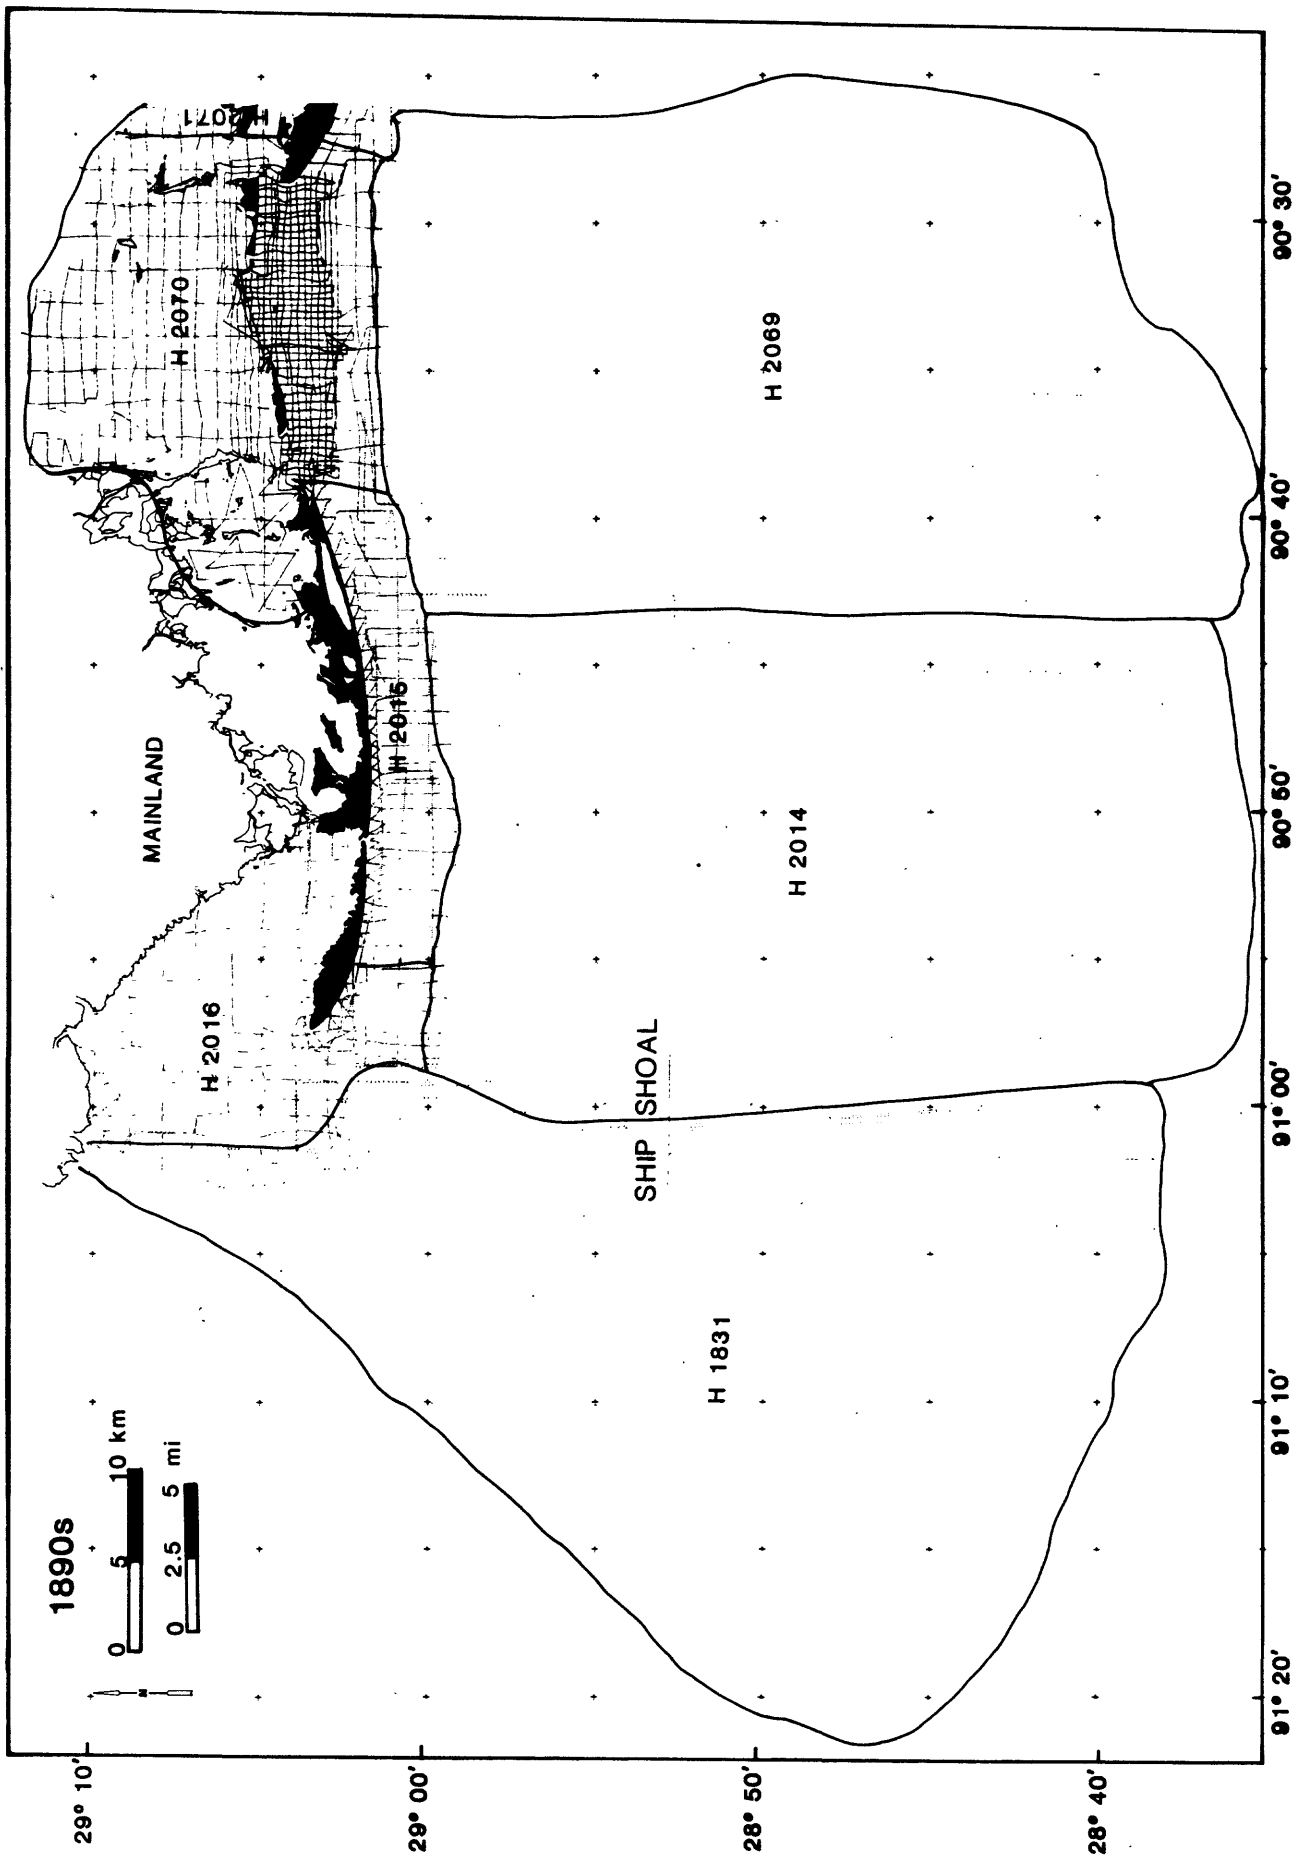 1890s
0 5 10 km
0 2.5 5 mi
N
MAINLAND
H 2016
H 2015
H 2070
H 2071
SHIP SHOAL
H 1831
H 2014
H 2069
29° 10'
29° 00'
28° 50'
28° 40'
91° 20'
91° 10'
91° 00'
90° 50'
90° 40'
90° 30'